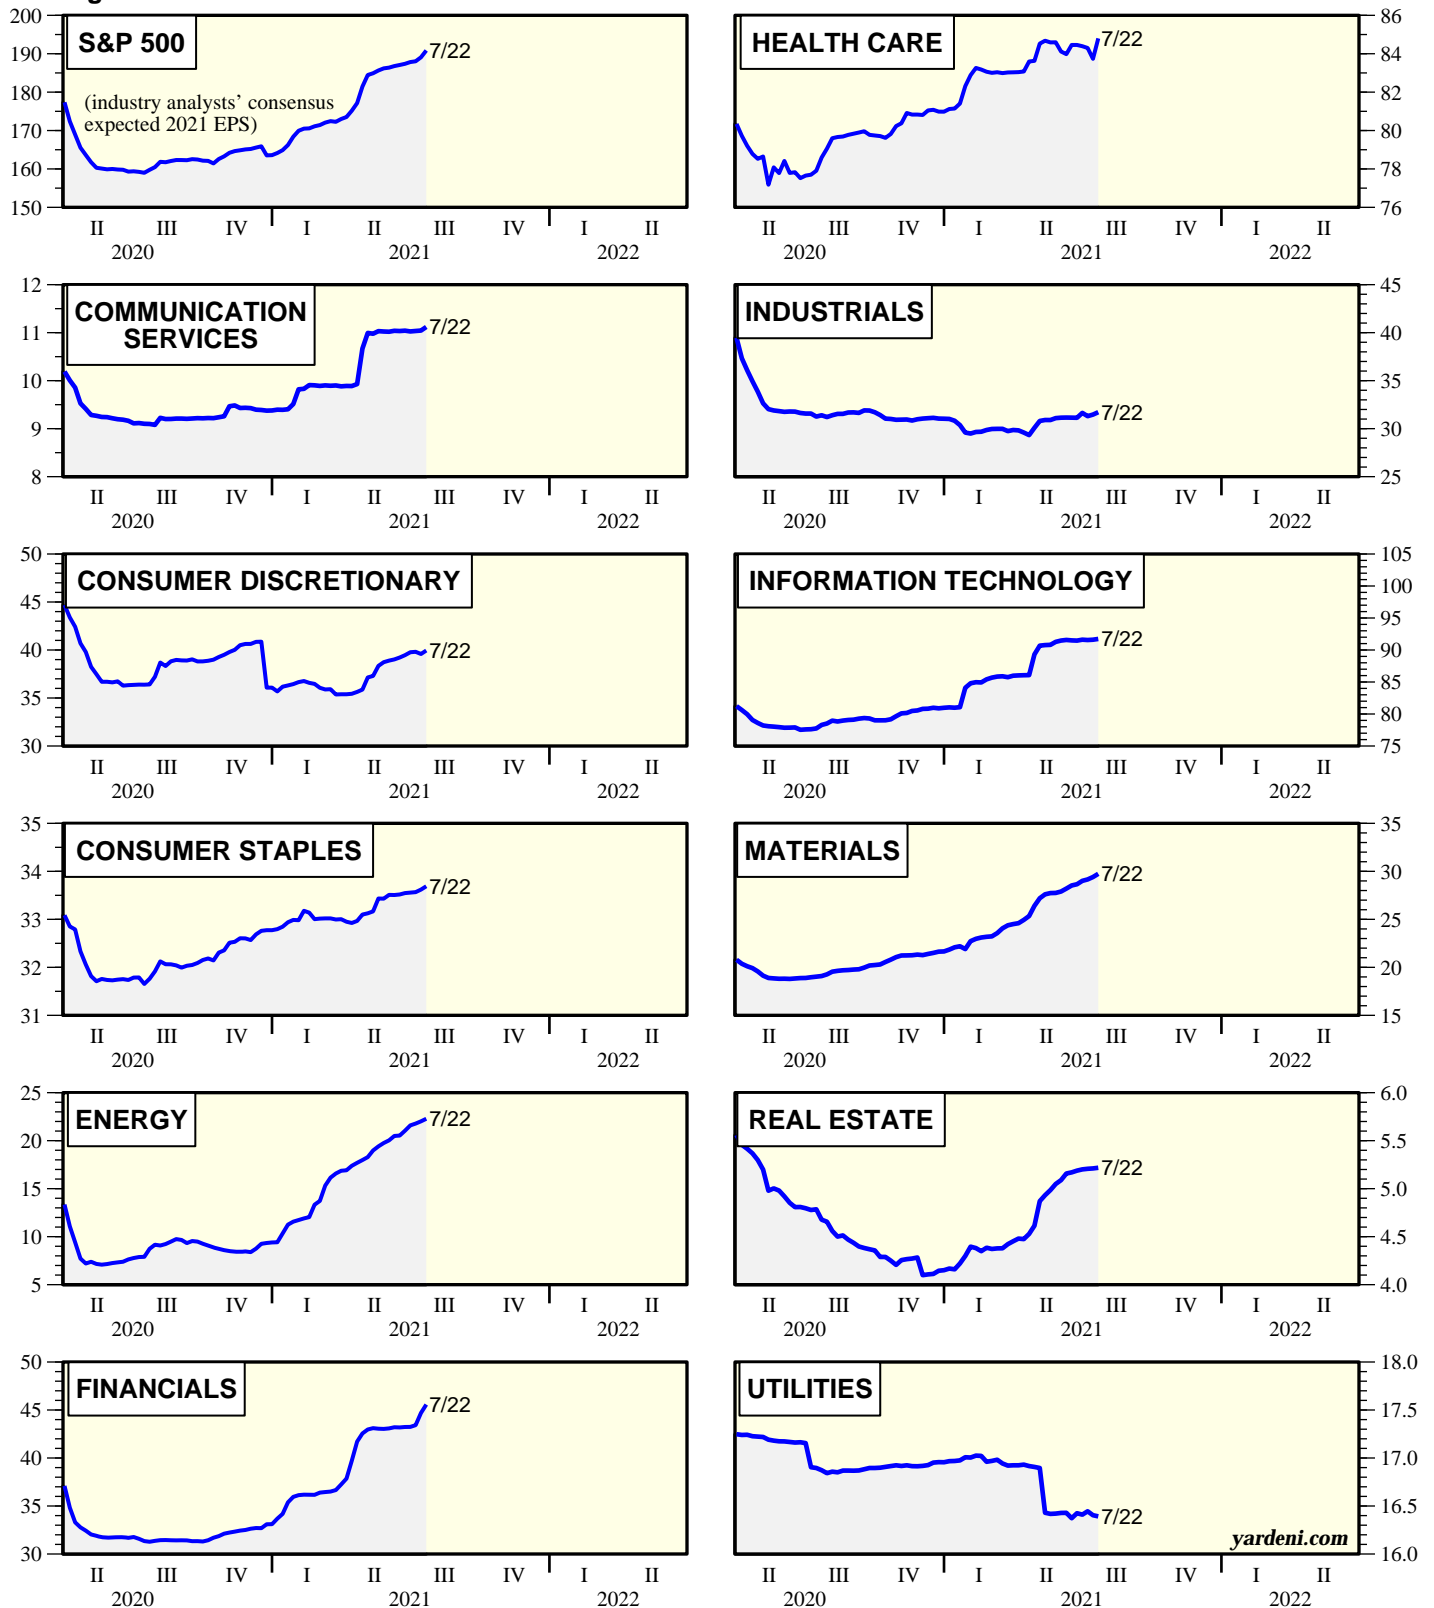 S&P 500
(industry analysts' consensus
expected 2021 EPS)
7/22
200
190
180
170
160
150
II III IV I II III IV I II
2020 2021 2022
HEALTH CARE
7/22
86
84
82
80
78
76
II III IV I II III IV I II
2020 2021 2022
COMMUNICATION
SERVICES
7/22
12
11
10
9
8
II III IV I II III IV I II
2020 2021 2022
INDUSTRIALS
7/22
45
40
35
30
25
II III IV I II III IV I II
2020 2021 2022
CONSUMER DISCRETIONARY
7/22
50
45
40
35
30
II III IV I II III IV I II
2020 2021 2022
INFORMATION TECHNOLOGY
7/22
105
100
95
90
85
80
75
II III IV I II III IV I II
2020 2021 2022
CONSUMER STAPLES
7/22
35
34
33
32
31
II III IV I II III IV I II
2020 2021 2022
MATERIALS
7/22
35
30
25
20
15
II III IV I II III IV I II
2020 2021 2022
ENERGY
7/22
25
20
15
10
5
II III IV I II III IV I II
2020 2021 2022
REAL ESTATE
7/22
6.0
5.5
5.0
4.5
4.0
II III IV I II III IV I II
2020 2021 2022
FINANCIALS
7/22
50
45
40
35
30
II III IV I II III IV I II
2020 2021 2022
UTILITIES
7/22
18.0
17.5
17.0
16.5
16.0
yardeni.com
II III IV I II III IV I II
2020 2021 2022